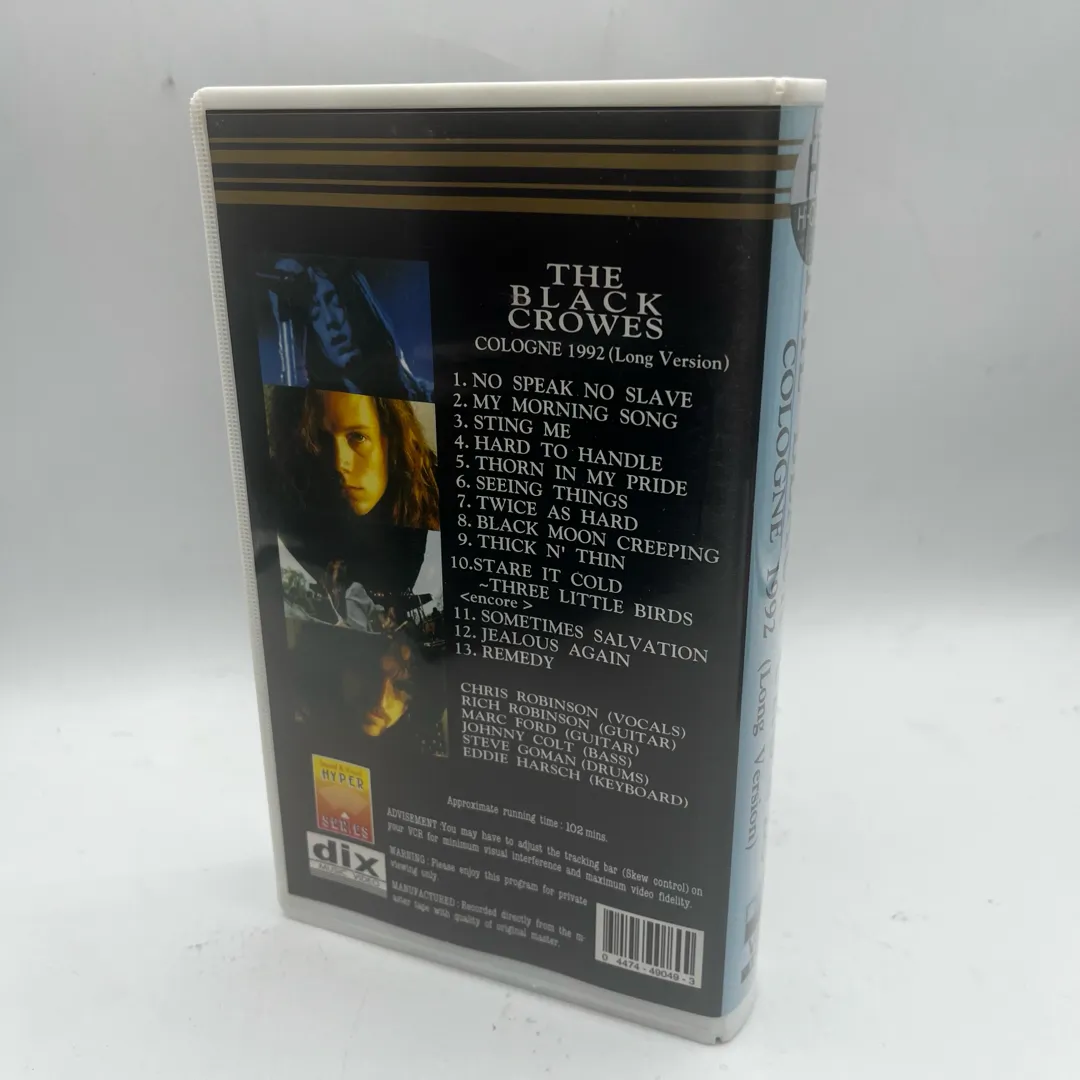 THE
BLACK
CROWES
COLOGNE 1992 (Long Version)
1. NO SPEAK NO SLAVE
2. MY MORNING SONG
3. STING ME
4. HARD TO HANDLE
5. THORN IN MY PRIDE
6. SEEING THINGS
7. TWICE AS HARD
8. BLACK MOON CREEPING
9. THICK N' THIN
10.STARE IT COLD
~THREE LITTLE BIRDS
<encore>
11. SOMETIMES SALVATION
12. JEALOUS AGAIN
13. REMEDY
CHRIS ROBINSON (VOCALS)
RICH ROBINSON (GUITAR)
MARC FORD (GUITAR)
JOHNNY COLT (BASS)
STEVE GOMAN (DRUMS)
EDDIE HARSCH (KEYBOARD)
Approximate running time : 102 mins.
ADVISEMENT :You may have to adjust the tracking bar (Skew control) on
your VCR for minimum visual interference and maximum video fidelity.
WARNING : Please enjoy this program for private
viewing only.
MANUFACTURED : Recorded directly from the m-
aster tape with quality of original master.
HYPER
SERIES
dix
MUSIC VIDEO
0 4474 - 49049 - 3
COLOGNE 1992 (Long Version)